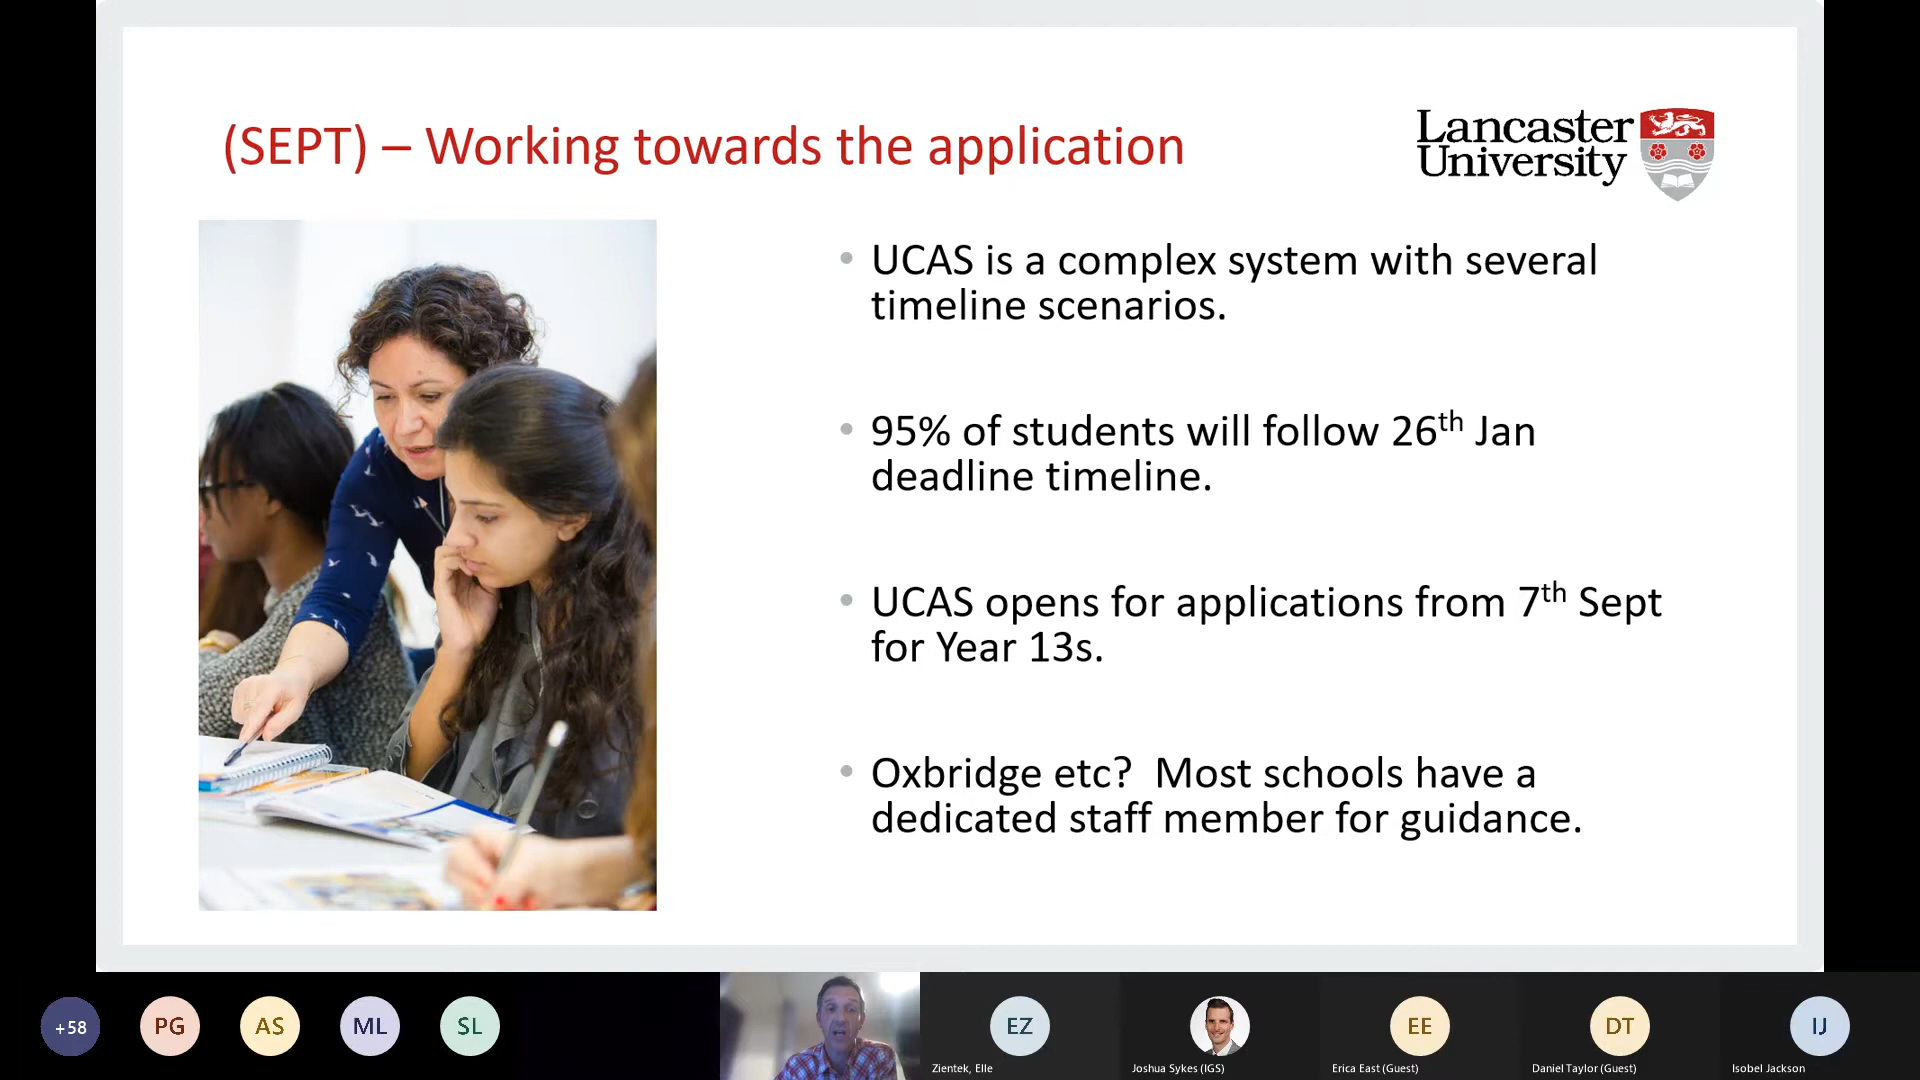 (SEPT) – Working towards the application
Lancaster
University
• UCAS is a complex system with several
timeline scenarios.
• 95% of students will follow 26th Jan
deadline timeline.
• UCAS opens for applications from 7th Sept
for Year 13s.
• Oxbridge etc?  Most schools have a
dedicated staff member for guidance.
+58
PG
AS
ML
SL
EZ
EE
DT
IJ
Zientek, Elle
Joshua Sykes (IGS)
Erica East (Guest)
Daniel Taylor (Guest)
Isobel Jackson